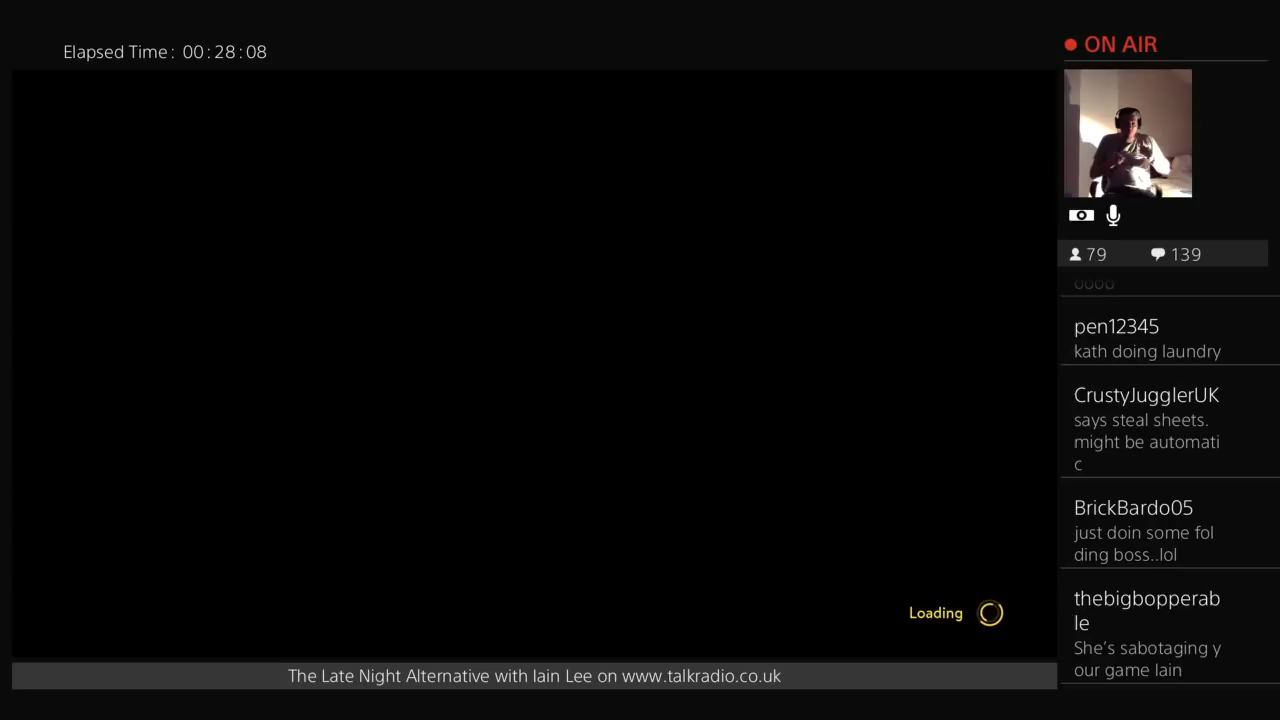 Elapsed Time: 00:28:08
ON AIR
79 139
oooo
pen12345
kath doing laundry
CrustyJugglerUK
says steal sheets.
might be automati
c
BrickBardo05
just doin some fol
ding boss..lol
thebigbopperab
le
She's sabotaging y
our game Iain
Loading
The Late Night Alternative with Iain Lee on www.talkradio.co.uk